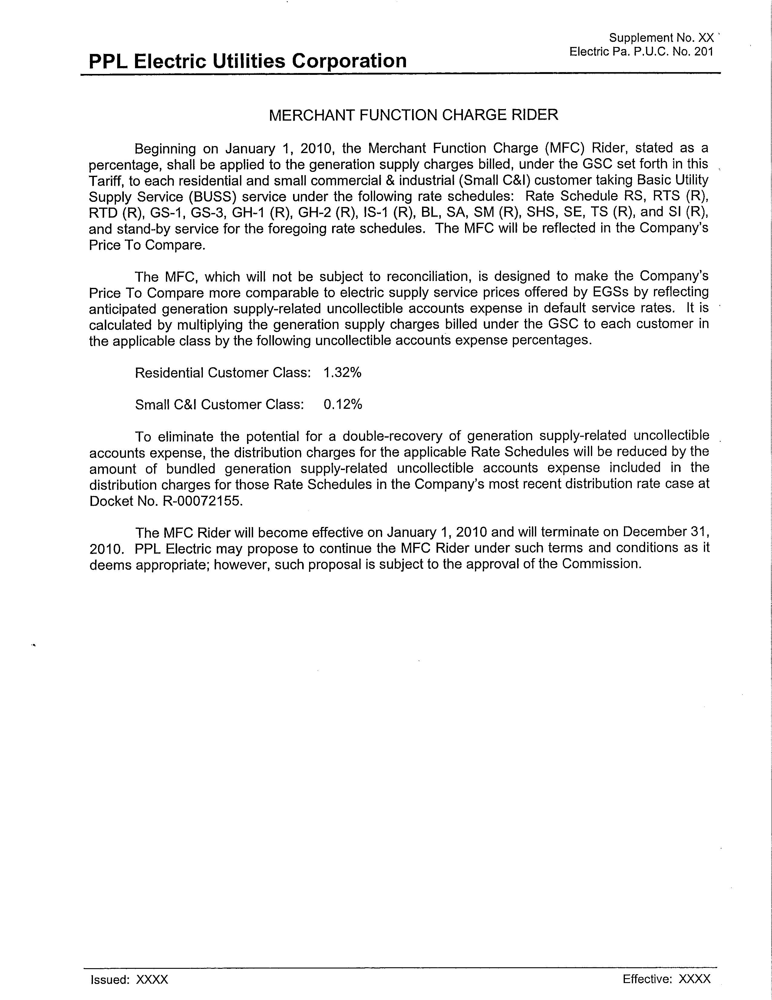 Supplement No. XX
Electric Pa. P.U.C. No. 201
PPL Electric Utilities Corporation
MERCHANT FUNCTION CHARGE RIDER
Beginning on January 1, 2010, the Merchant Function Charge (MFC) Rider, stated as a
percentage, shall be applied to the generation supply charges billed, under the GSC set forth in this
Tariff, to each residential and small commercial & industrial (Small C&I) customer taking Basic Utility
Supply Service (BUSS) service under the following rate schedules: Rate Schedule RS, RTS (R),
RTD (R), GS-1, GS-3, GH-1 (R), GH-2 (R), IS-1 (R), BL, SA, SM (R), SHS, SE, TS (R), and SI (R),
and stand-by service for the foregoing rate schedules. The MFC will be reflected in the Company's
Price To Compare.
The MFC, which will not be subject to reconciliation, is designed to make the Company's
Price To Compare more comparable to electric supply service prices offered by EGSs by reflecting
anticipated generation supply-related uncollectible accounts expense in default service rates. It is
calculated by multiplying the generation supply charges billed under the GSC to each customer in
the applicable class by the following uncollectible accounts expense percentages.
Residential Customer Class: 1.32%
Small C&I Customer Class: 0.12%
To eliminate the potential for a double-recovery of generation supply-related uncollectible
accounts expense, the distribution charges for the applicable Rate Schedules will be reduced by the
amount of bundled generation supply-related uncollectible accounts expense included in the
distribution charges for those Rate Schedules in the Company's most recent distribution rate case at
Docket No. R-00072155.
The MFC Rider will become effective on January 1, 2010 and will terminate on December 31,
2010. PPL Electric may propose to continue the MFC Rider under such terms and conditions as it
deems appropriate; however, such proposal is subject to the approval of the Commission.
Issued: XXXX
Effective: XXXX